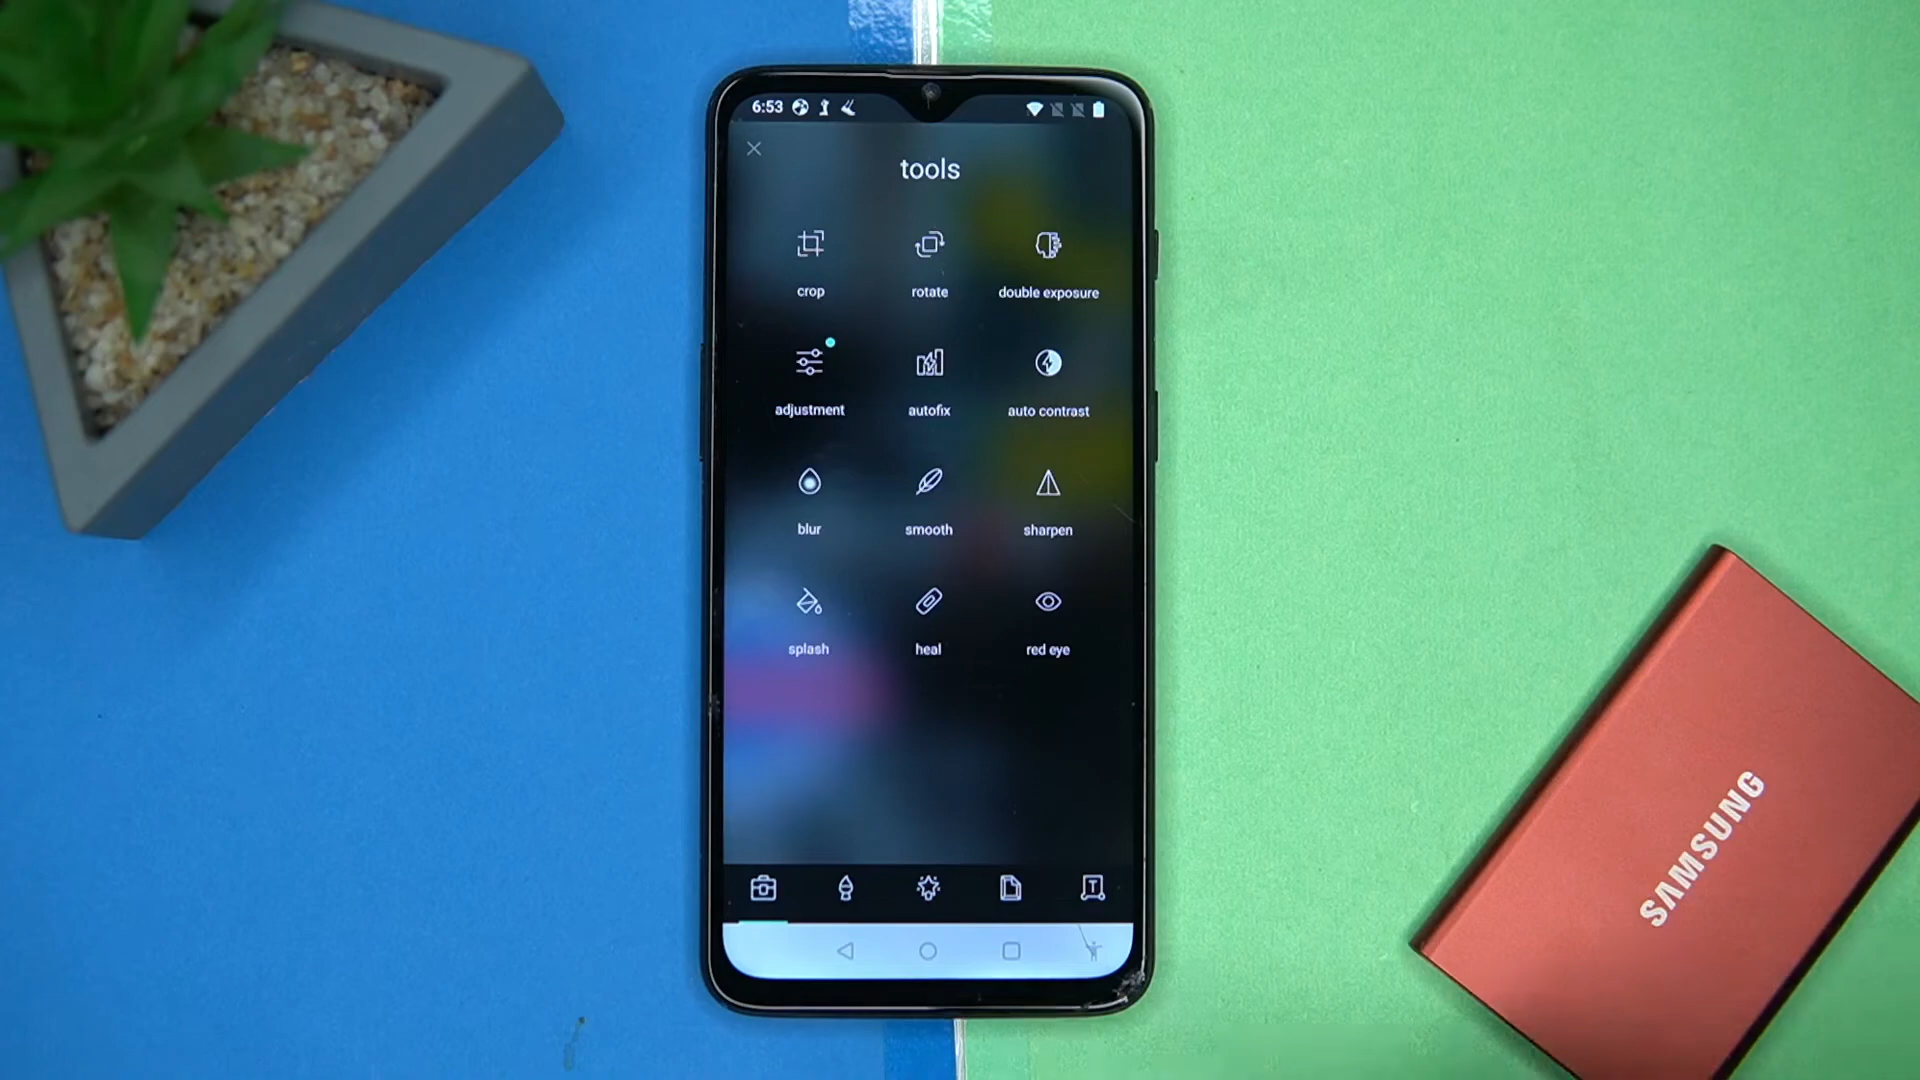 6:53
tools
crop
rotate
double exposure
adjustment
autofix
auto contrast
blur
smooth
sharpen
splash
heal
red eye
T
SAMSUNG